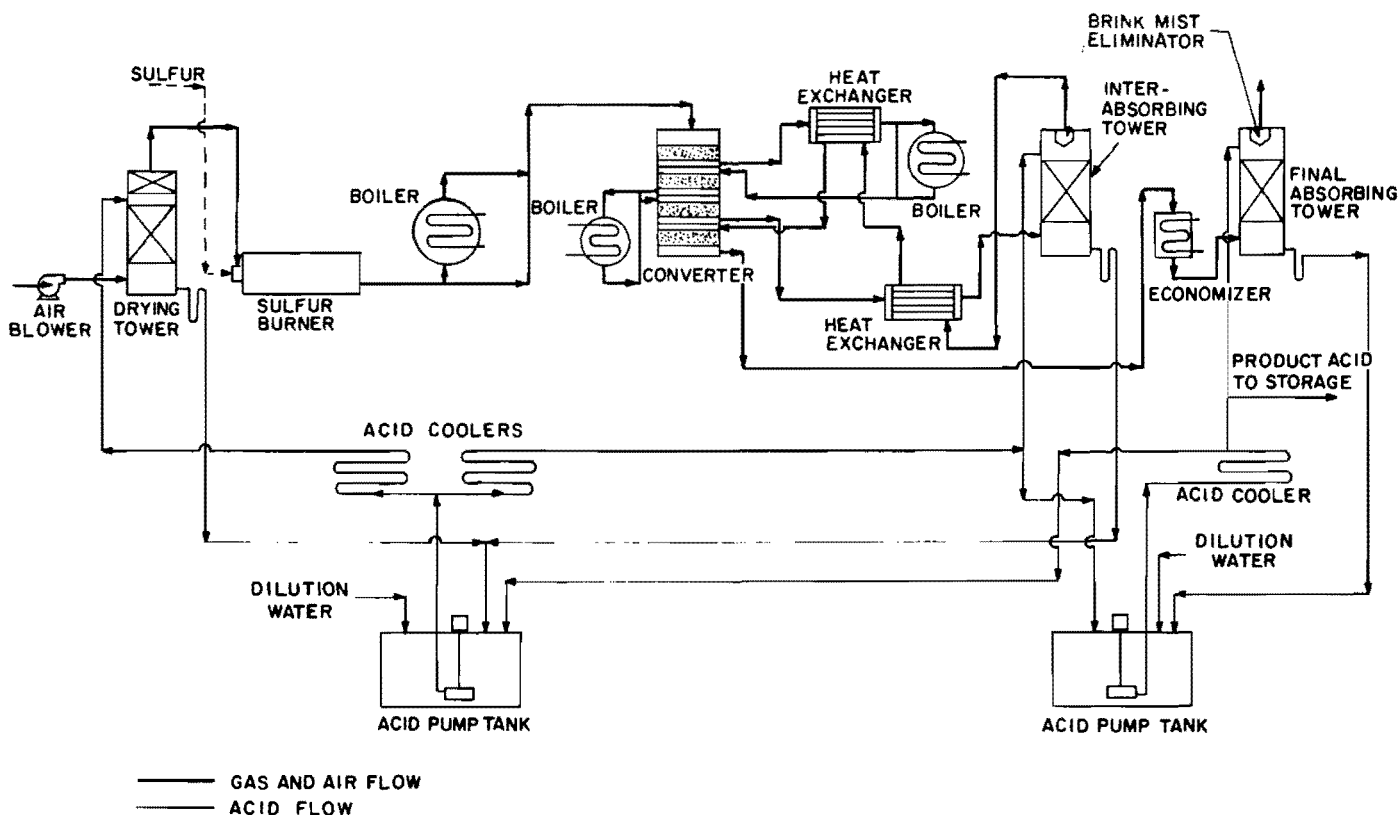 BRINK MIST
ELIMINATOR
SULFUR
HEAT
EXCHANGER
INTER-
ABSORBING
TOWER
FINAL
ABSORBING
TOWER
BOILER
BOILER
BOILER
CONVERTER
AIR
BLOWER
DRYING
TOWER
SULFUR
BURNER
HEAT
EXCHANGER
ECONOMIZER
PRODUCT ACID
TO STORAGE
ACID COOLERS
ACID COOLER
DILUTION
WATER
DILUTION
WATER
ACID PUMP TANK
ACID PUMP TANK
GAS AND AIR FLOW
ACID FLOW